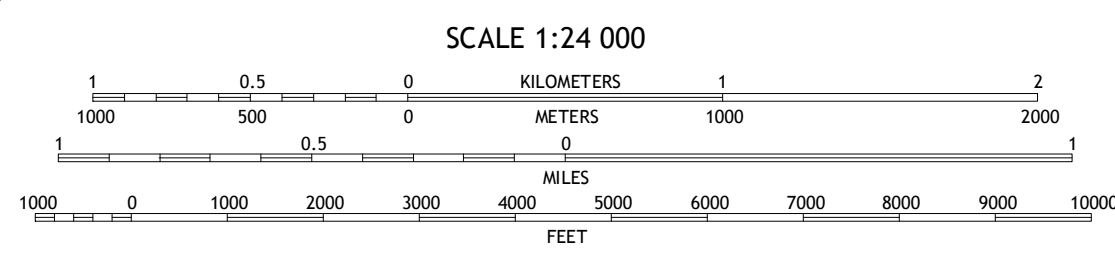 SCALE 1:24 000
1 0.5 0 KILOMETERS 1 2
1000 500 0 METERS 1000 2000
1 0.5 0 1
MILES
1000 0 1000 2000 3000 4000 5000 6000 7000 8000 9000 10000
FEET